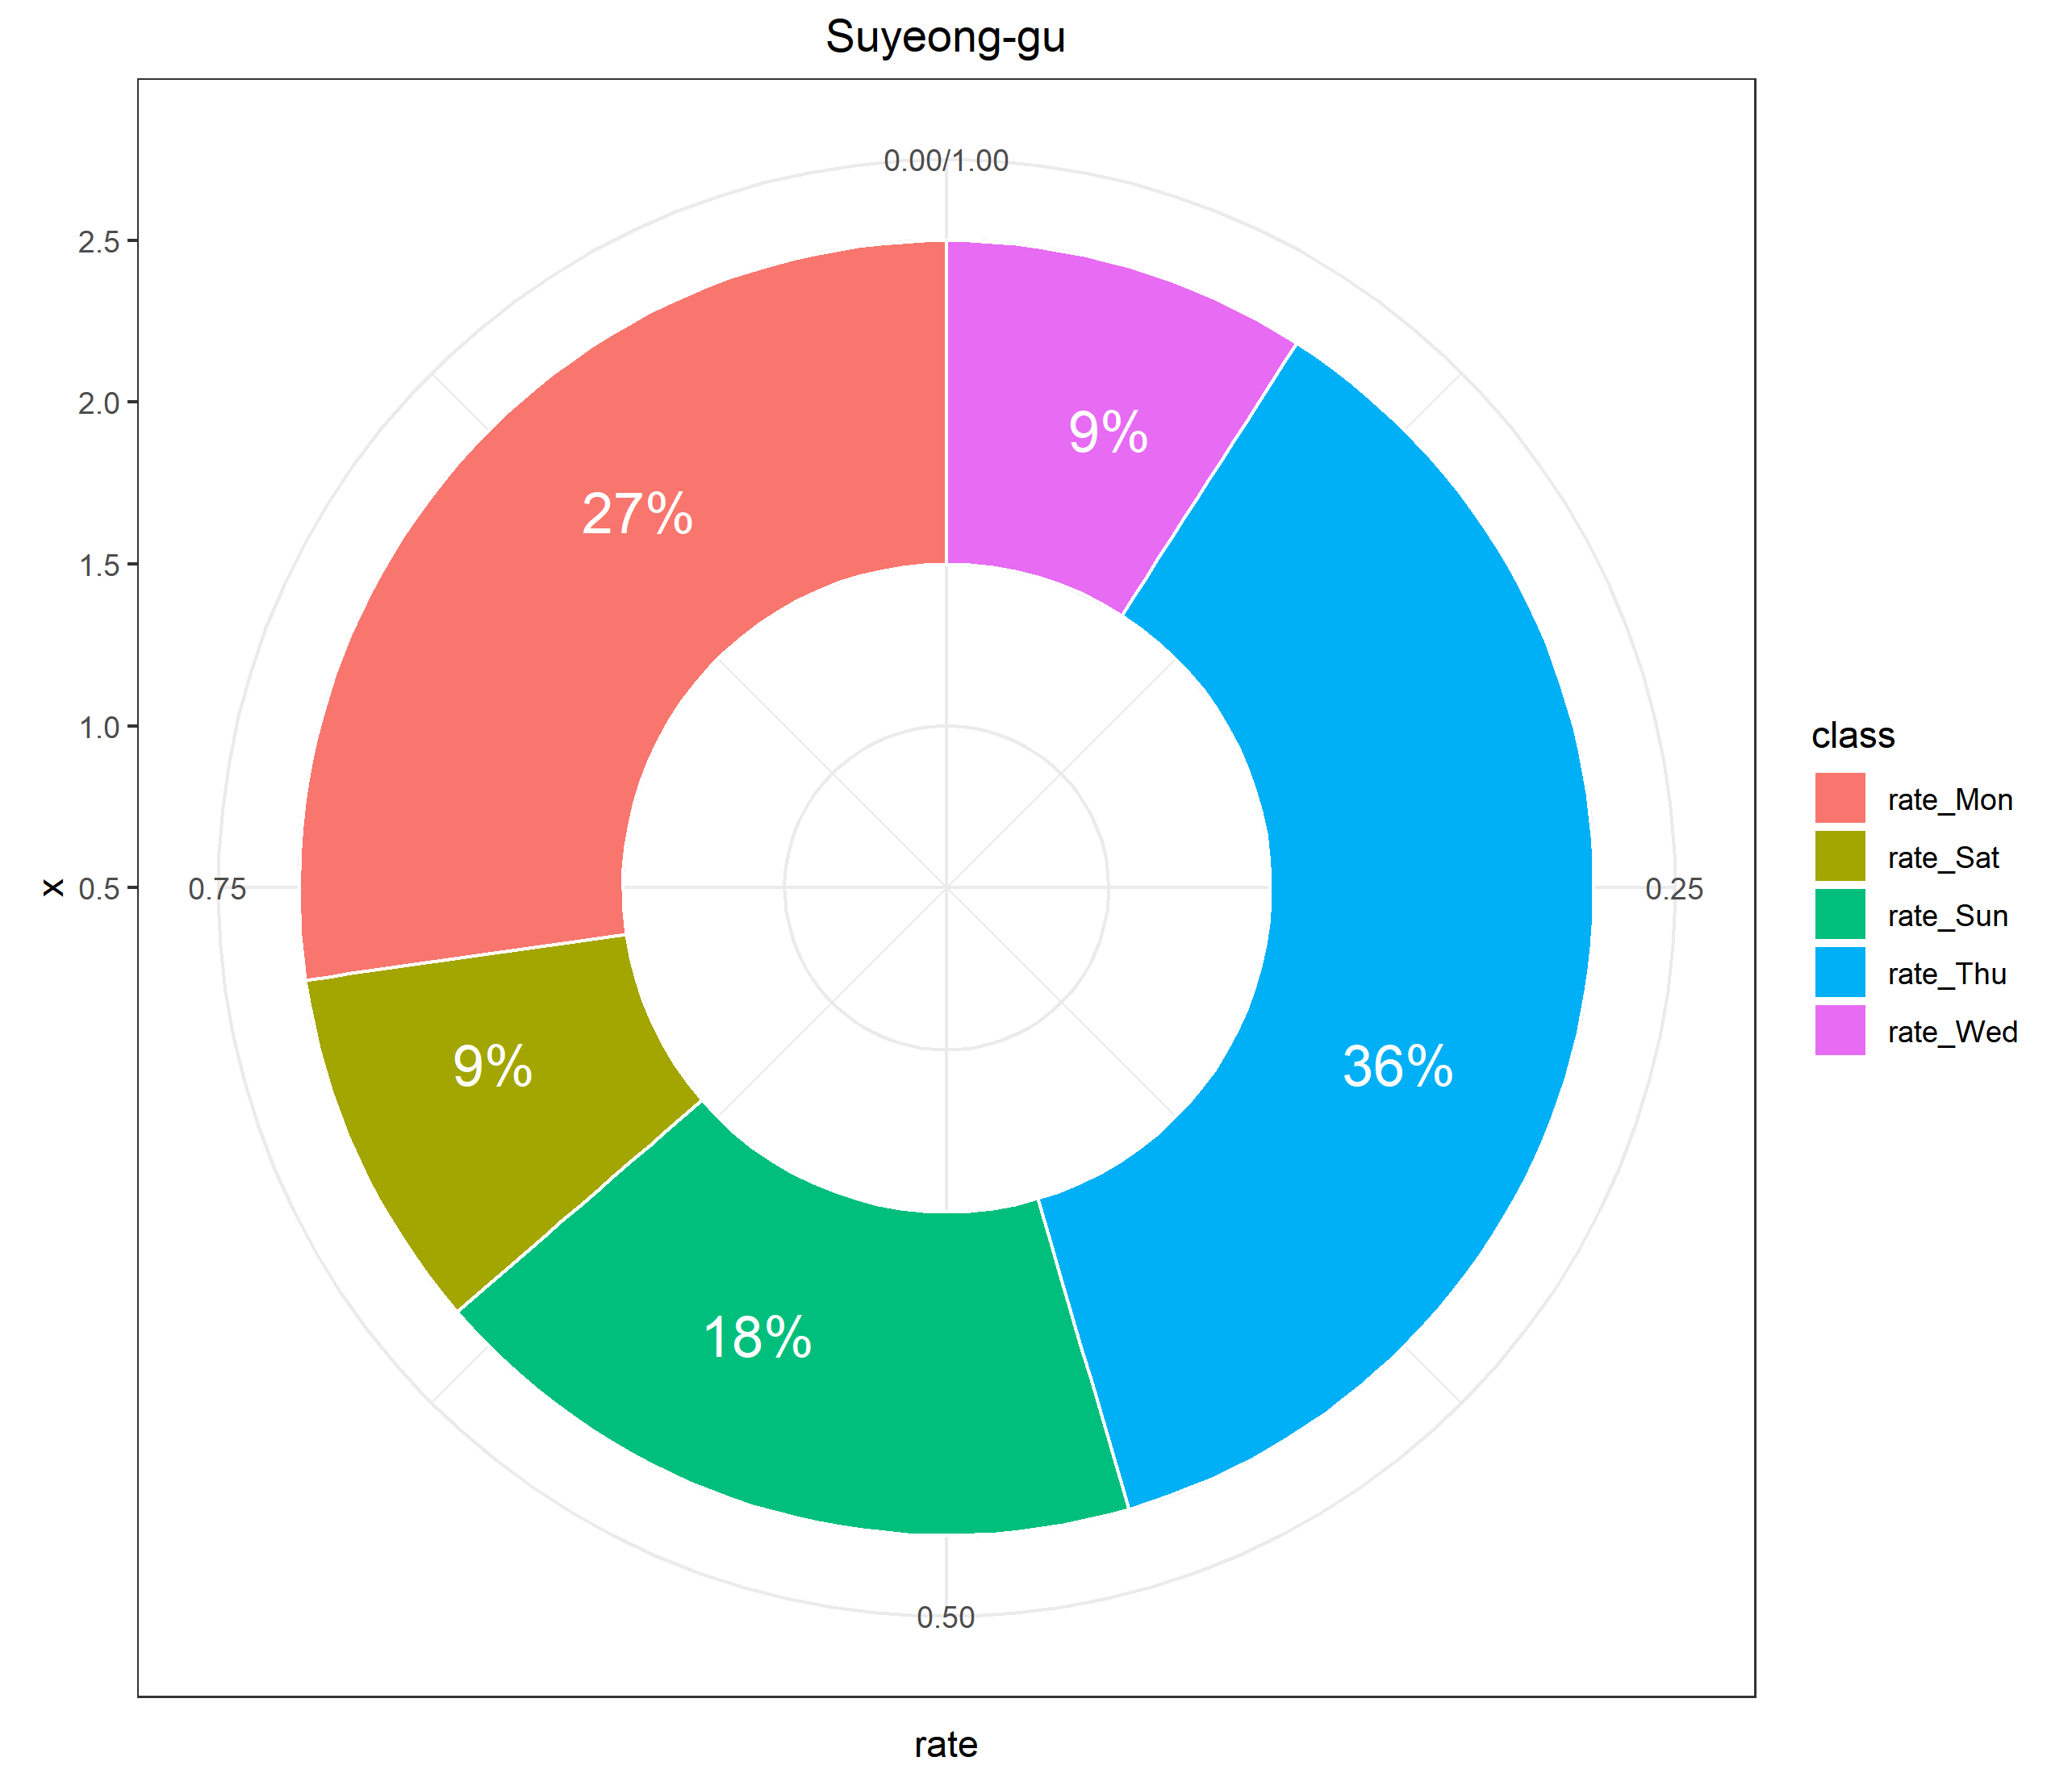 Suyeong-gu
0.00/1.00
2.5
2.0
1.5
1.0
0.5
x
0.75
0.25
0.50
9%
27%
36%
9%
18%
rate
class
rate_Mon
rate_Sat
rate_Sun
rate_Thu
rate_Wed